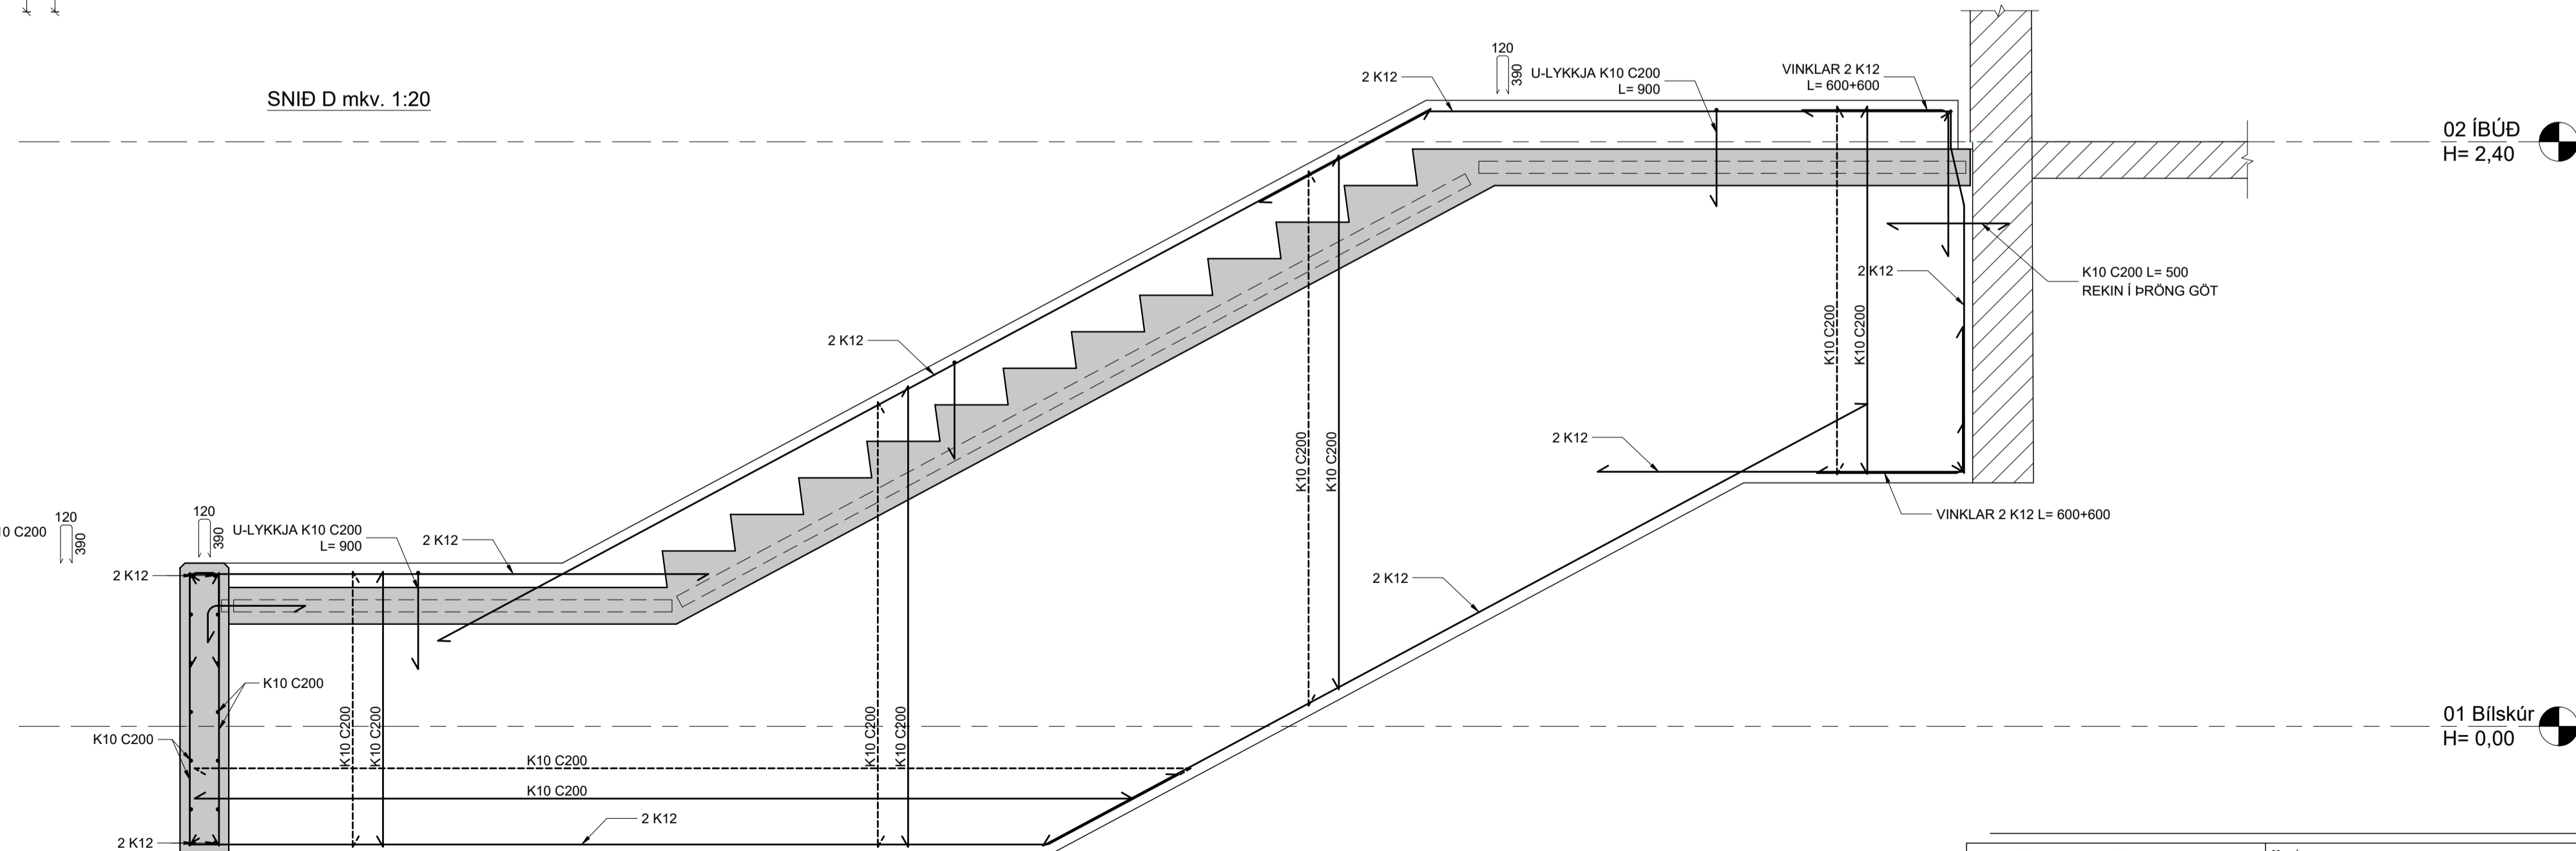 SNIÐ D mkv. 1:20
120
390
2 K12
U-LYKKJA K10 C200
L= 900
VINKLAR 2 K12
L= 600+600
02 ÍBÚÐ
H= 2,40
2 K12
K10 C200 L= 500
REKIN Í ÞRÖNG GÖT
K10 C200
K10 C200
2 K12
K10 C200
K10 C200
2 K12
VINKLAR 2 K12 L= 600+600
C200
120
390
120
390
U-LYKKJA K10 C200
L= 900
2 K12
2 K12
2 K12
K10 C200
K10 C200
K10 C200
K10 C200
K10 C200
K10 C200
K10 C200
K10 C200
2 K12
2 K12
01 Bílskúr
H= 0,00